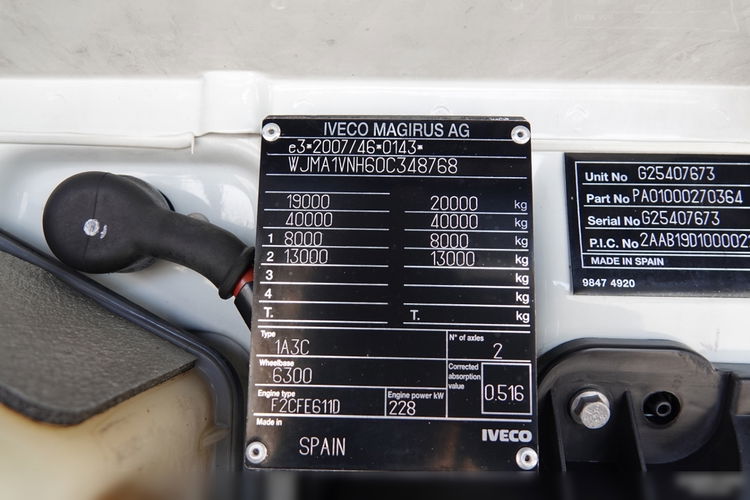 IVECO MAGIRUS AG
e3*2007/46*0143*
WJMA1VNH60C348768
19000 20000 kg
40000 40000 kg
1 8000 8000 kg
2 13000 13000 kg
3 kg
4 kg
T. T. kg
Type 1A3C
N° of axles 2
Wheelbase 6300
Corrected absorption value 0.516
Engine type F2CFE611D
Engine power kW 228
Made in SPAIN
IVECO
Unit No G25407673
Part No PA01000270364
Serial No G25407673
P.I.C. No 2AAB19D1000021
MADE IN SPAIN
9847 4920